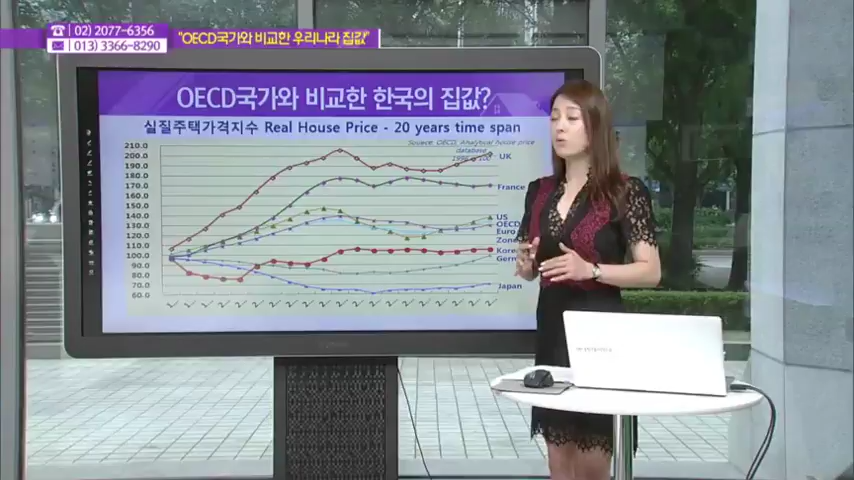 02) 2077-6356
013) 3366-8290
"OECD국가와 비교한 우리나라 집값"
OECD국가와 비교한 한국의 집값?
실질주택가격지수 Real House Price - 20 years time span
Source: OECD, Analytical house price
database
1996 = 100
210.0
200.0
190.0
180.0
170.0
160.0
150.0
140.0
130.0
120.0
110.0
100.0
90.0
80.0
70.0
60.0
UK
France
US
OECD
Euro
Zone
Korea
Germ
Japan